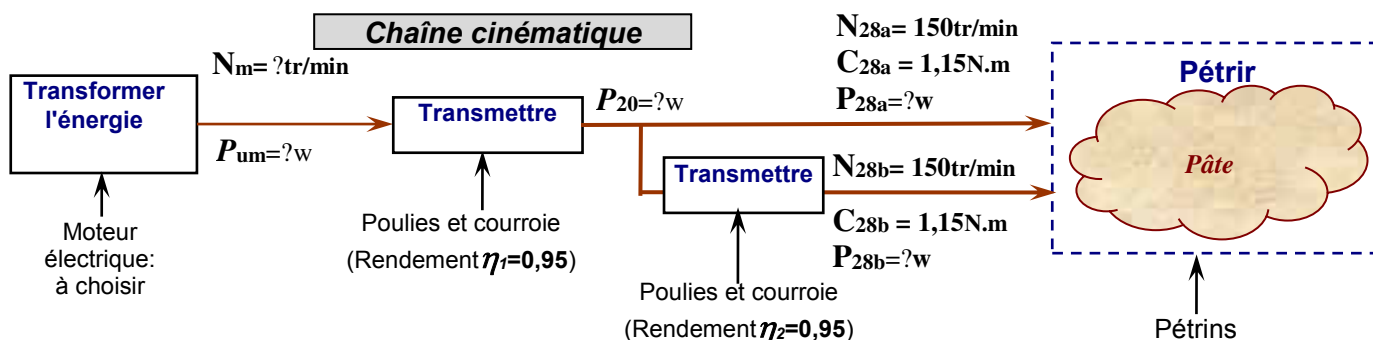 Chaîne cinématique
Nm= ?tr/min
Transformer
l'énergie
Pum=?w
Moteur
électrique:
à choisir
Transmettre
Poulies et courroie
(Rendement η1=0,95)
P20=?w
Transmettre
Poulies et courroie
(Rendement η2=0,95)
N28a= 150tr/min
C28a = 1,15N.m
P28a=?w
N28b= 150tr/min
C28b = 1,15N.m
P28b=?w
Pétrir
Pâte
Pétrins